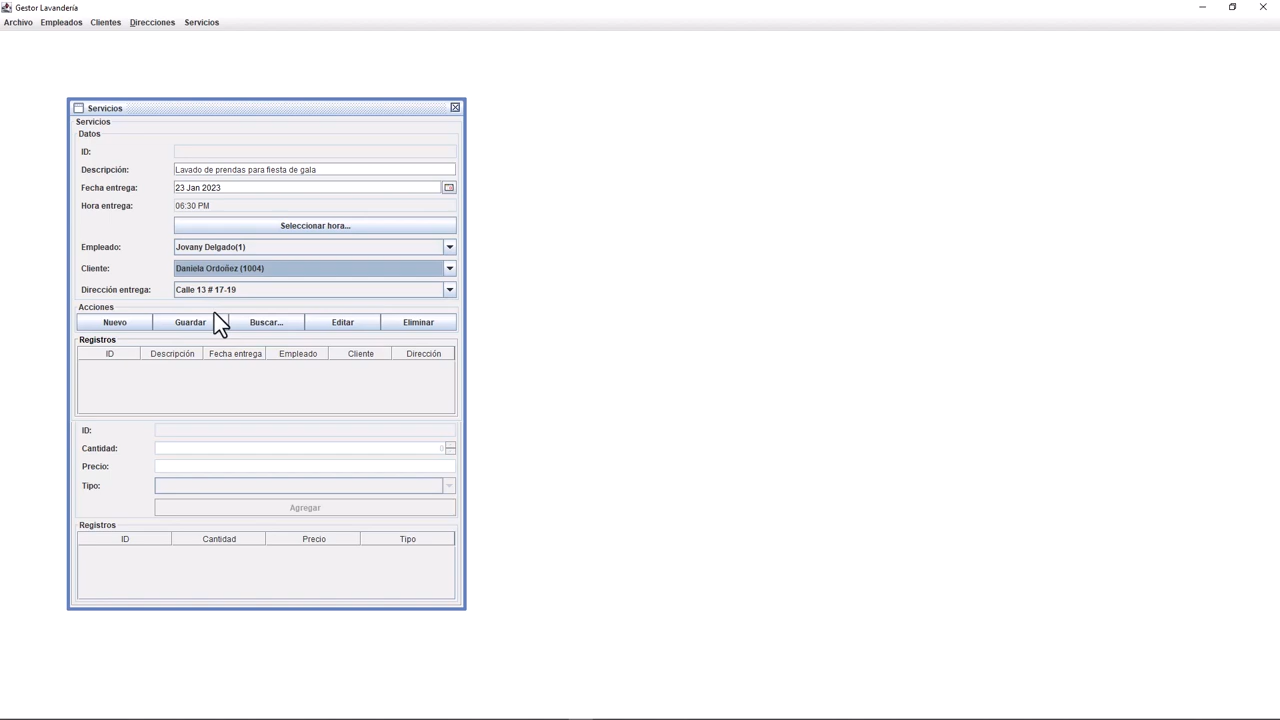 Gestor Lavandería
Archivo Empleados Clientes Direcciones Servicios
Servicios
Servicios
Datos
ID:
Descripción: Lavado de prendas para fiesta de gala
Fecha entrega: 23 Jan 2023
Hora entrega: 06:30 PM
Seleccionar hora...
Empleado: Jovany Delgado(1)
Cliente: Daniela Ordoñez (1004)
Dirección entrega: Calle 13 # 17-19
Acciones
Nuevo Guardar Buscar... Editar Eliminar
Registros
ID Descripción Fecha entrega Empleado Cliente Dirección
ID:
Cantidad: 0
Precio:
Tipo:
Agregar
Registros
ID Cantidad Precio Tipo